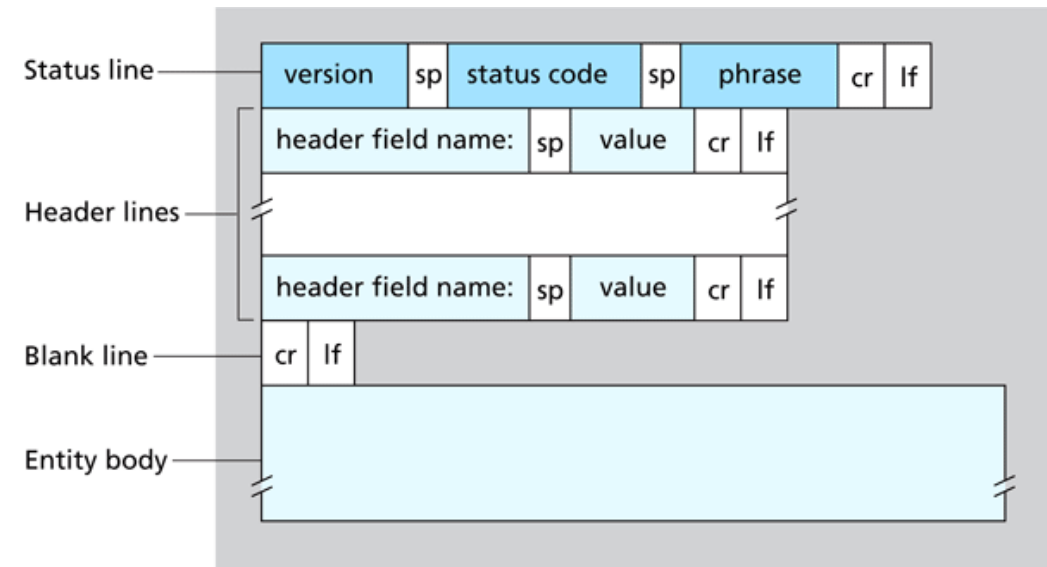 Status line version sp status code sp phrase cr lf
header field name: sp value cr lf
Header lines
header field name: sp value cr lf
Blank line cr lf
Entity body